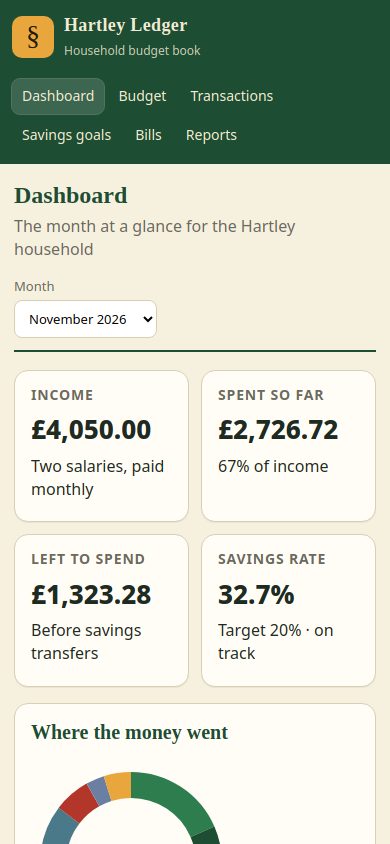 §
Hartley Ledger
Household budget book
Dashboard Budget Transactions
Savings goals Bills Reports
Dashboard
The month at a glance for the Hartley
household
Month
November 2026
INCOME
£4,050.00
Two salaries, paid
monthly
SPENT SO FAR
£2,726.72
67% of income
LEFT TO SPEND
£1,323.28
Before savings
transfers
SAVINGS RATE
32.7%
Target 20% · on
track
Where the money went